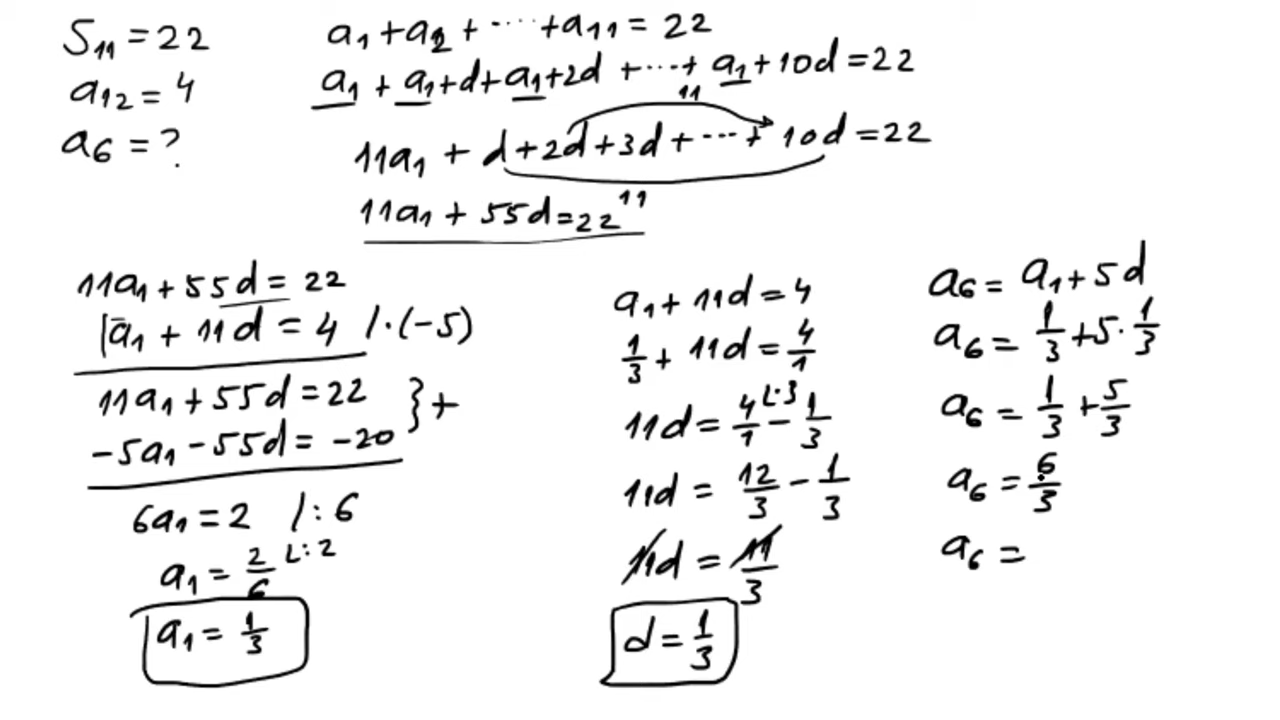 S₁₁ = 22
a₁₂ = 4
a₆ = ?
a₁ + a₂ + ····· + a₁₁ = 22
a₁ + a₁ + d + a₁ + 2d + ···· + a₁ + 10d = 22
11
11a₁ + d + 2d + 3d + ···· + 10d = 22
11a₁ + 55d = 22
11
11a₁ + 55d = 22
a₁ + 11d = 4 / · (-5)
11a₁ + 55d = 22 } +
-5a₁ - 55d = -20
6a₁ = 2 / : 6
a₁ = 2/6 L:2
a₁ = 1/3
a₁ + 11d = 4
1/3 + 11d = 4/1
11d = 4/1 L·3 - 1/3
11d = 12/3 - 1/3
11d = 11/3
d = 1/3
a₆ = a₁ + 5d
a₆ = 1/3 + 5 · 1/3
a₆ = 1/3 + 5/3
a₆ = 6/3
a₆ =